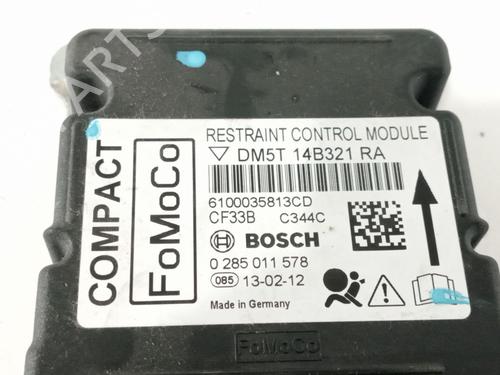 COMPACT
FoMoCo
RESTRAINT CONTROL MODULE
DM5T 14B321 RA
6100035813CD
CF33B C344C
BOSCH
0 285 011 578
085 13-02-12
Made in Germany
FoMoCo